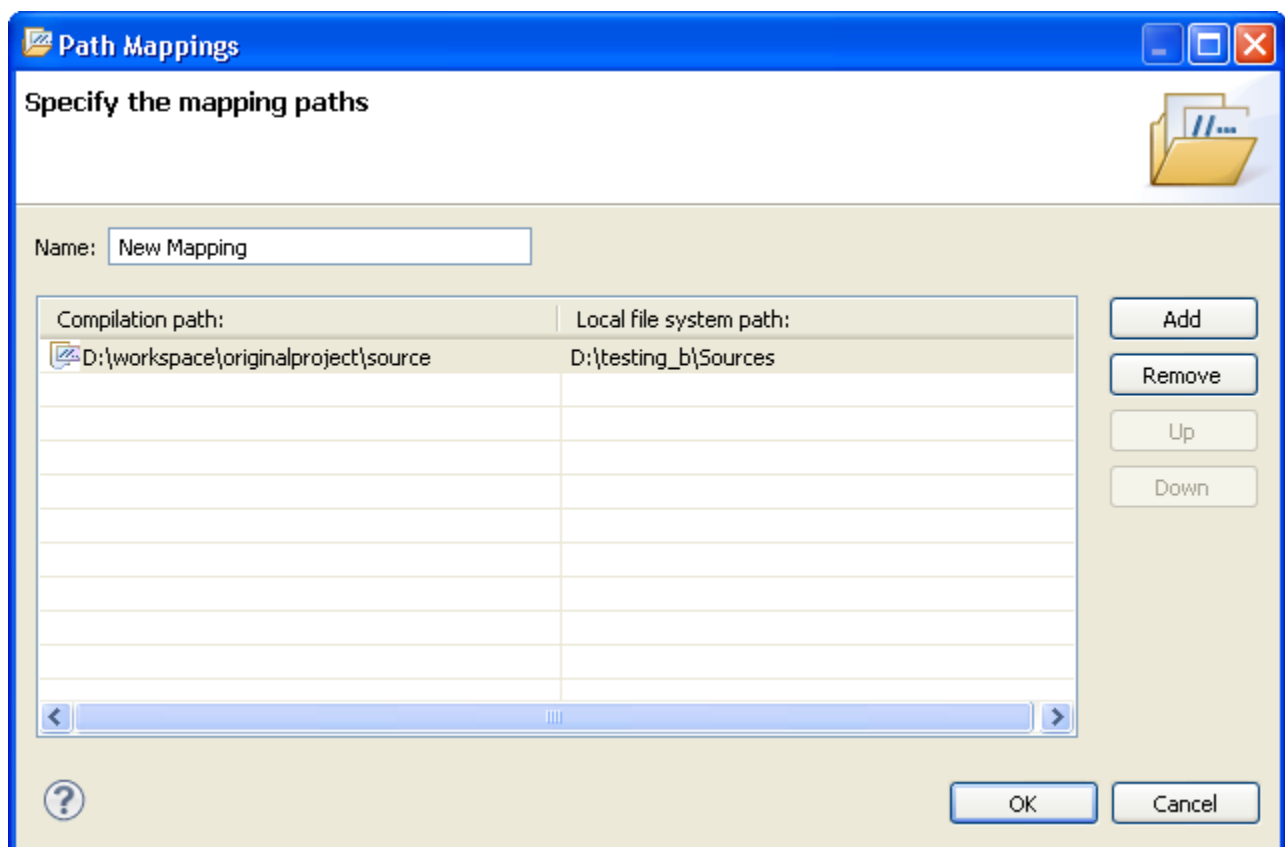 Path Mappings
Specify the mapping paths
//...
Name: New Mapping
Compilation path: Local file system path:
D:\workspace\originalproject\source D:\testing_b\Sources
Add
Remove
Up
Down
?
OK Cancel